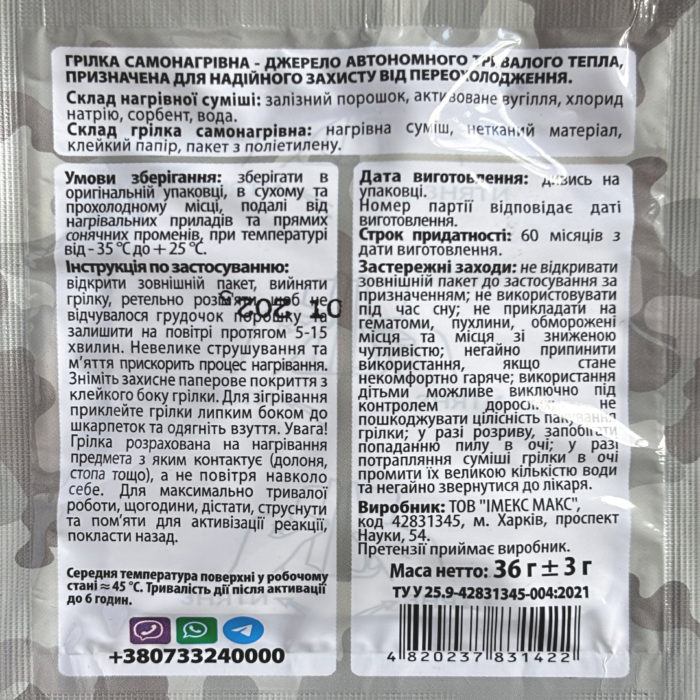 ГРІЛКА САМОНАГРІВНА - ДЖЕРЕЛО АВТОНОМНОГО ТРИВАЛОГО ТЕПЛА,
ПРИЗНАЧЕНА ДЛЯ НАДІЙНОГО ЗАХИСТУ ВІД ПЕРЕОХОЛОДЖЕННЯ.
Склад нагрівної суміші: залізний порошок, активоване вугілля, хлорид
натрію, сорбент, вода.
Склад грілка самонагрівна: нагрівна суміш, нетканий матеріал,
клейкий папір, пакет з поліетилену.
Умови зберігання: зберігати в
оригінальній упаковці, в сухому та
прохолодному місці, подалі від
нагрівальних приладів та прямих
сонячних променів, при температурі
від - 35 °C до + 25 °C.
Інструкція по застосуванню:
відкрити зовнішній пакет, вийняти
грілку, ретельно розім'яти, щоб не
відчувалося грудочок порошку та
залишити на повітрі протягом 5-15
хвилин. Невелике струшування та
м'яття прискорить процес нагрівання.
Зніміть захисне паперове покриття з
клейкого боку грілки. Для зігрівання
приклейте грілки липким боком до
шкарпеток та одягніть взуття. Увага!
Грілка розрахована на нагрівання
предмета з яким контактує (долоня,
стопа тощо), а не повітря навколо
себе. Для максимально тривалої
роботи, щогодини, дістати, струснути
та пом'яти для активізації реакції,
покласти назад.
Середня температура поверхні у робочому
стані ≈ 45 °C. Тривалість дії після активації
до 6 годин.
+380733240000
01 2025
Дата виготовлення: дивись на
упаковці.
Номер партії відповідає даті
виготовлення.
Строк придатності: 60 місяців з
дати виготовлення.
Застережні заходи: не відкривати
зовнішній пакет до застосування за
призначенням; не використовувати
під час сну; не прикладати на
гематоми, пухлини, обморожені
місця та місця зі зниженою
чутливістю; негайно припинити
використання, якщо стане
некомфортно гаряче; використання
дітьми можливе виключно під
контролем дорослих; не
пошкоджувати цілісність пакування
грілки; у разі розриву, запобігати
попаданню пилу в очі; у разі
потрапляння суміші грілки в очі
промити їх великою кількістю води
та негайно звернутися до лікаря.
Виробник: ТОВ "ІМЕКС МАКС",
код 42831345, м. Харків, проспект
Науки, 54.
Претензії приймає виробник.
Маса нетто: 36 г ± 3 г
ТУ У 25.9-42831345-004:2021
4 820237 831422